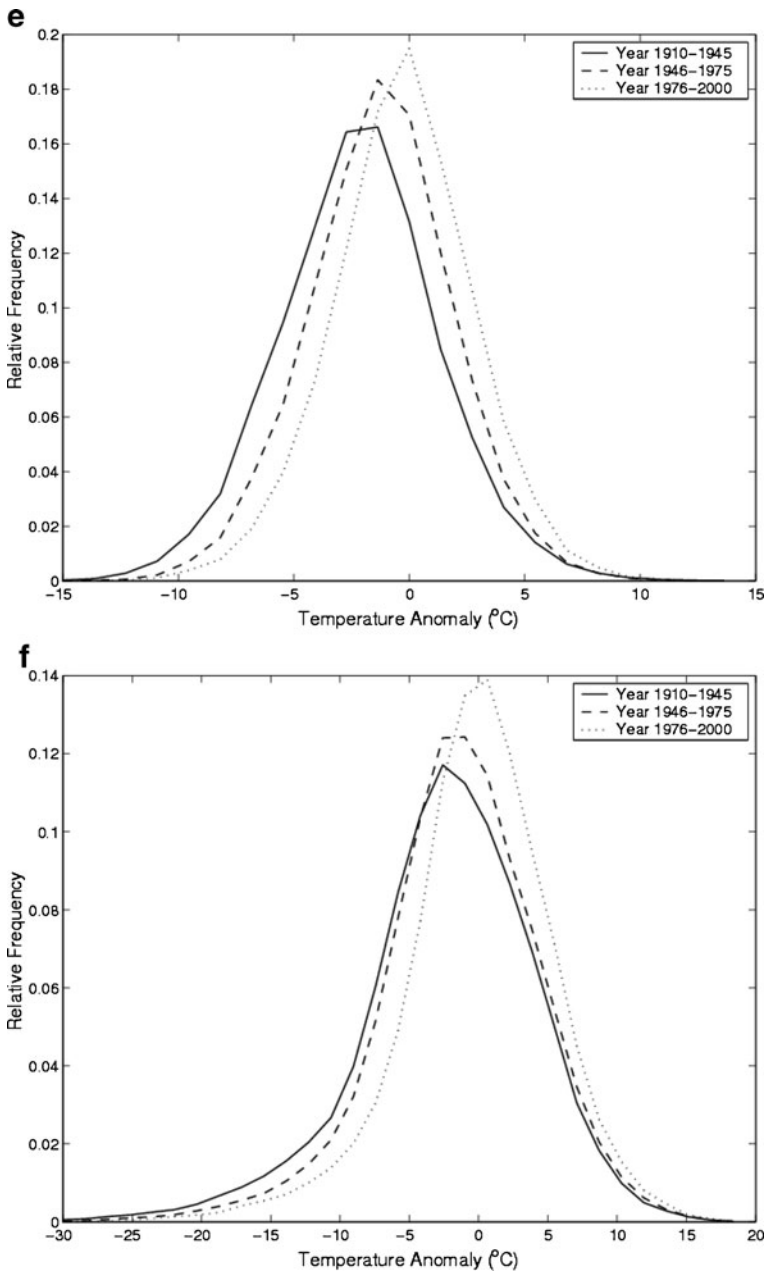 e
0.2
0.18
0.16
0.14
0.12
0.1
0.08
0.06
0.04
0.02
0
Relative Frequency
Year 1910−1945
Year 1946−1975
Year 1976−2000
−15 −10 −5 0 5 10 15
Temperature Anomaly (°C)
f
0.14
0.12
0.1
0.08
0.06
0.04
0.02
0
Relative Frequency
Year 1910−1945
Year 1946−1975
Year 1976−2000
−30 −25 −20 −15 −10 −5 0 5 10 15 20
Temperature Anomaly (°C)